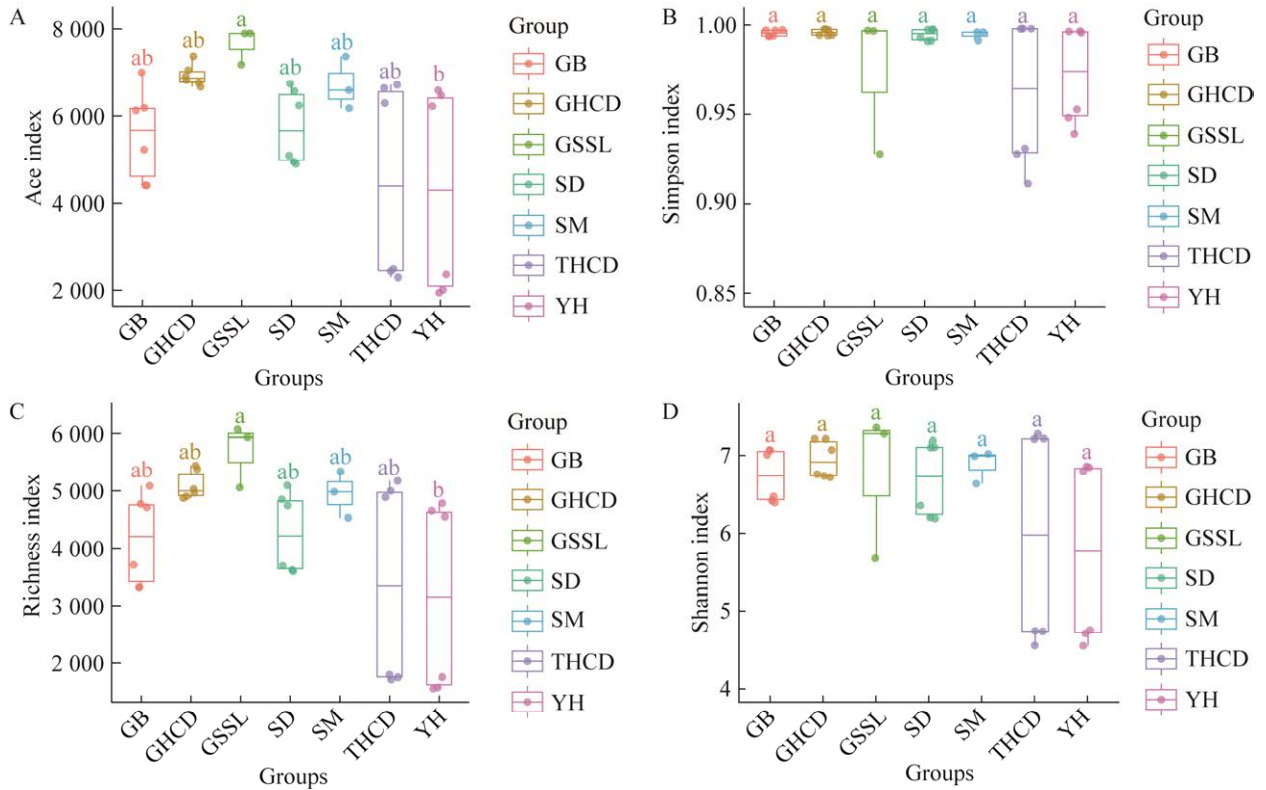 A
Ace index
8 000
6 000
4 000
2 000
ab
ab
a
ab
ab
ab
b
GB
GHCD
GSSL
SD
SM
THCD
YH
Groups
Group
GB
GHCD
GSSL
SD
SM
THCD
YH
B
Simpson index
1.00
0.95
0.90
0.85
a
a
a
a
a
a
a
GB
GHCD
GSSL
SD
SM
THCD
YH
Groups
Group
GB
GHCD
GSSL
SD
SM
THCD
YH
C
Richness index
6 000
5 000
4 000
3 000
2 000
ab
ab
a
ab
ab
ab
b
GB
GHCD
GSSL
SD
SM
THCD
YH
Groups
Group
GB
GHCD
GSSL
SD
SM
THCD
YH
D
Shannon index
7
6
5
4
a
a
a
a
a
a
a
GB
GHCD
GSSL
SD
SM
THCD
YH
Groups
Group
GB
GHCD
GSSL
SD
SM
THCD
YH